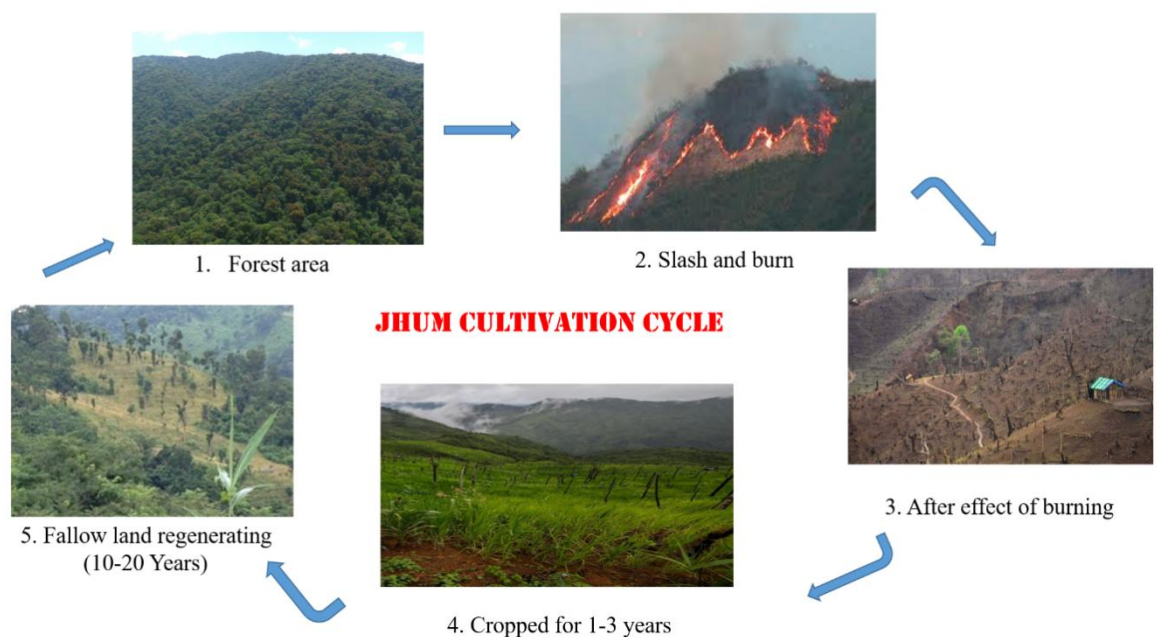 1. Forest area
2. Slash and burn
JHUM CULTIVATION CYCLE
3. After effect of burning
4. Cropped for 1-3 years
5. Fallow land regenerating
(10-20 Years)